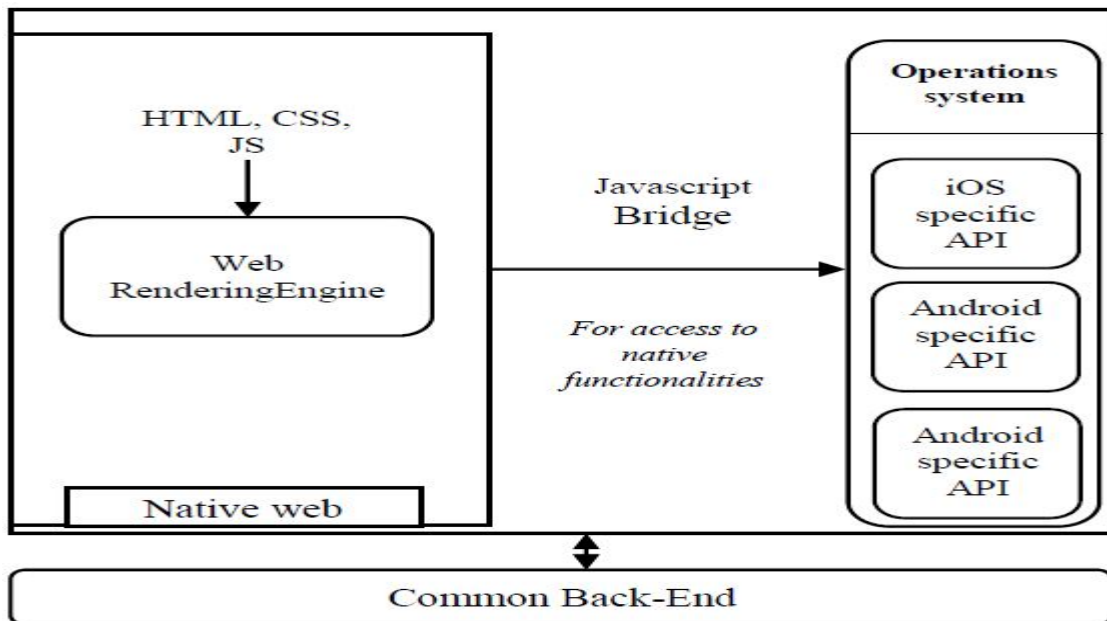 HTML, CSS,
JS
Web
RenderingEngine
Native web
Javascript
Bridge
For access to
native
functionalities
Operations
system
iOS
specific
API
Android
specific
API
Android
specific
API
Common Back-End